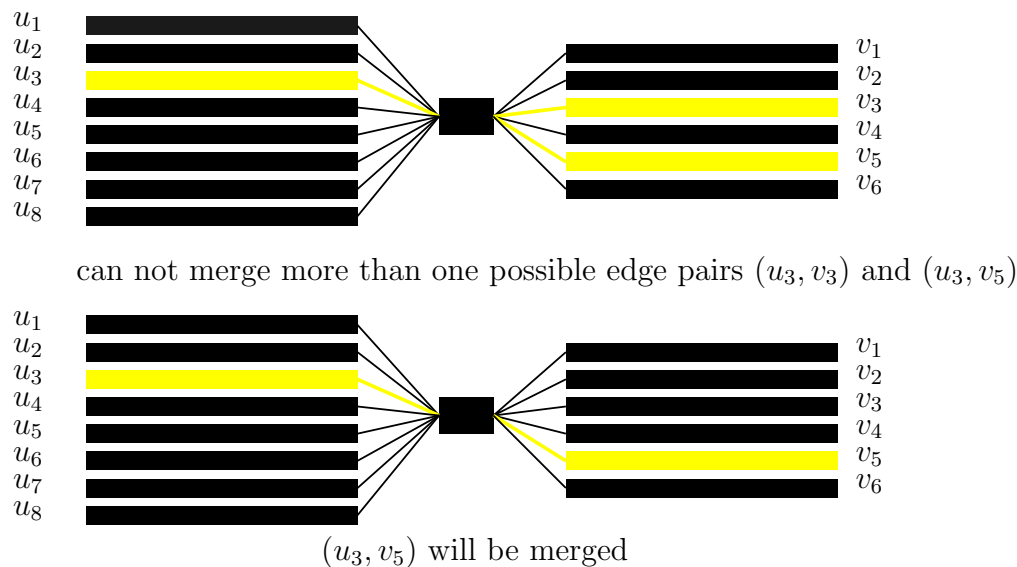 u₁
u₂ v₁
u₃ v₂
u₄ v₃
u₅ v₄
u₆ v₅
u₇ v₆
u₈
can not merge more than one possible edge pairs (u₃, v₃) and (u₃, v₅)
u₁
u₂ v₁
u₃ v₂
u₄ v₃
u₅ v₄
u₆ v₅
u₇ v₆
u₈
(u₃, v₅) will be merged